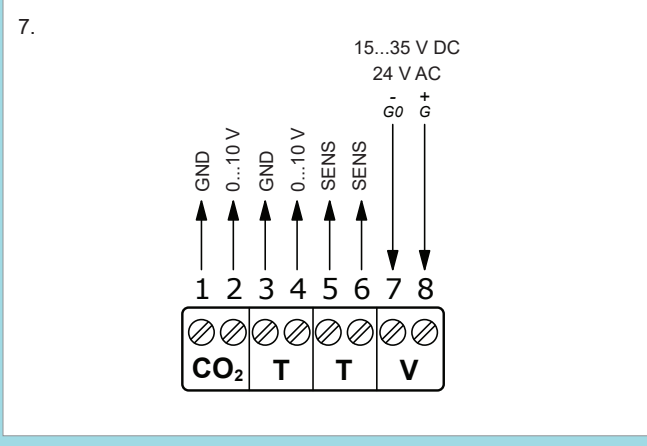 7.
15...35 V DC
24 V AC
- +
G0 G
GND 0...10 V GND 0...10 V SENS SENS
1 2 3 4 5 6 7 8
CO₂ T T V